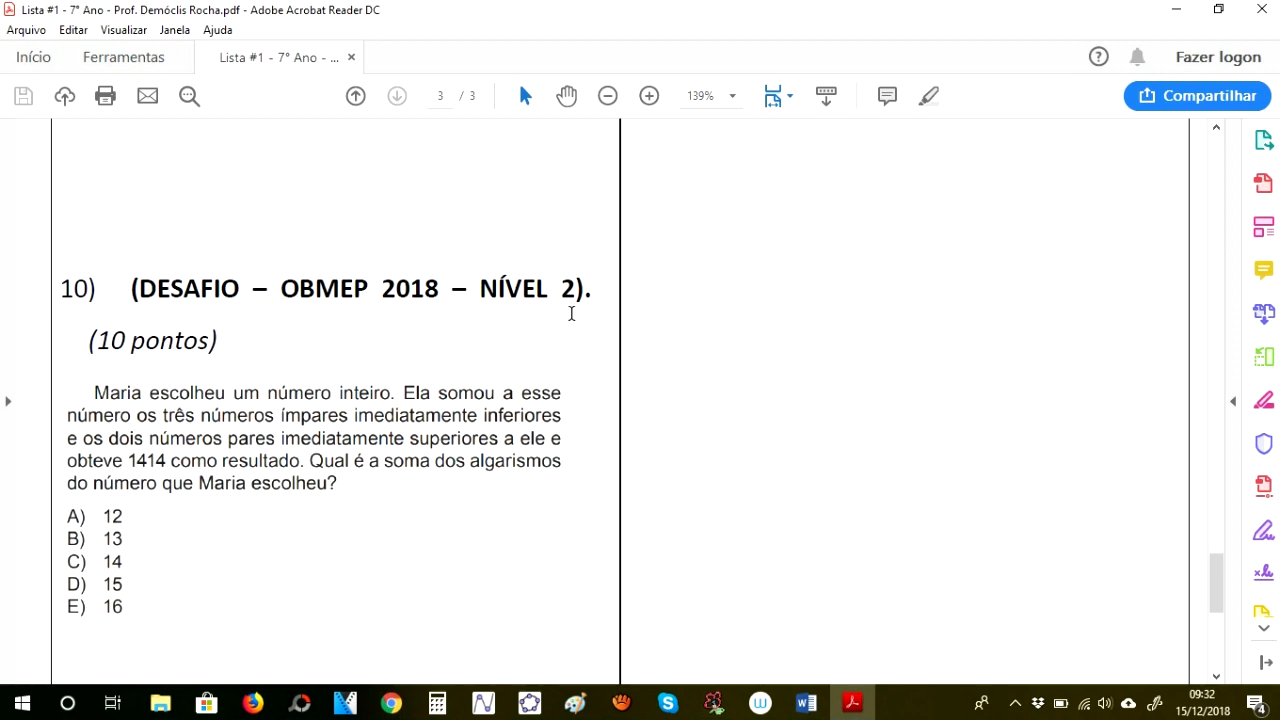 Lista #1 - 7° Ano - Prof. Demóclis Rocha.pdf - Adobe Acrobat Reader DC
Arquivo Editar Visualizar Janela Ajuda
Início Ferramentas Lista #1 - 7° Ano - ... × Fazer logon
3 / 3 139% Compartilhar
10) (DESAFIO – OBMEP 2018 – NÍVEL 2).
(10 pontos)
Maria escolheu um número inteiro. Ela somou a esse
número os três números ímpares imediatamente inferiores
e os dois números pares imediatamente superiores a ele e
obteve 1414 como resultado. Qual é a soma dos algarismos
do número que Maria escolheu?
A) 12
B) 13
C) 14
D) 15
E) 16
09:32
15/12/2018
4